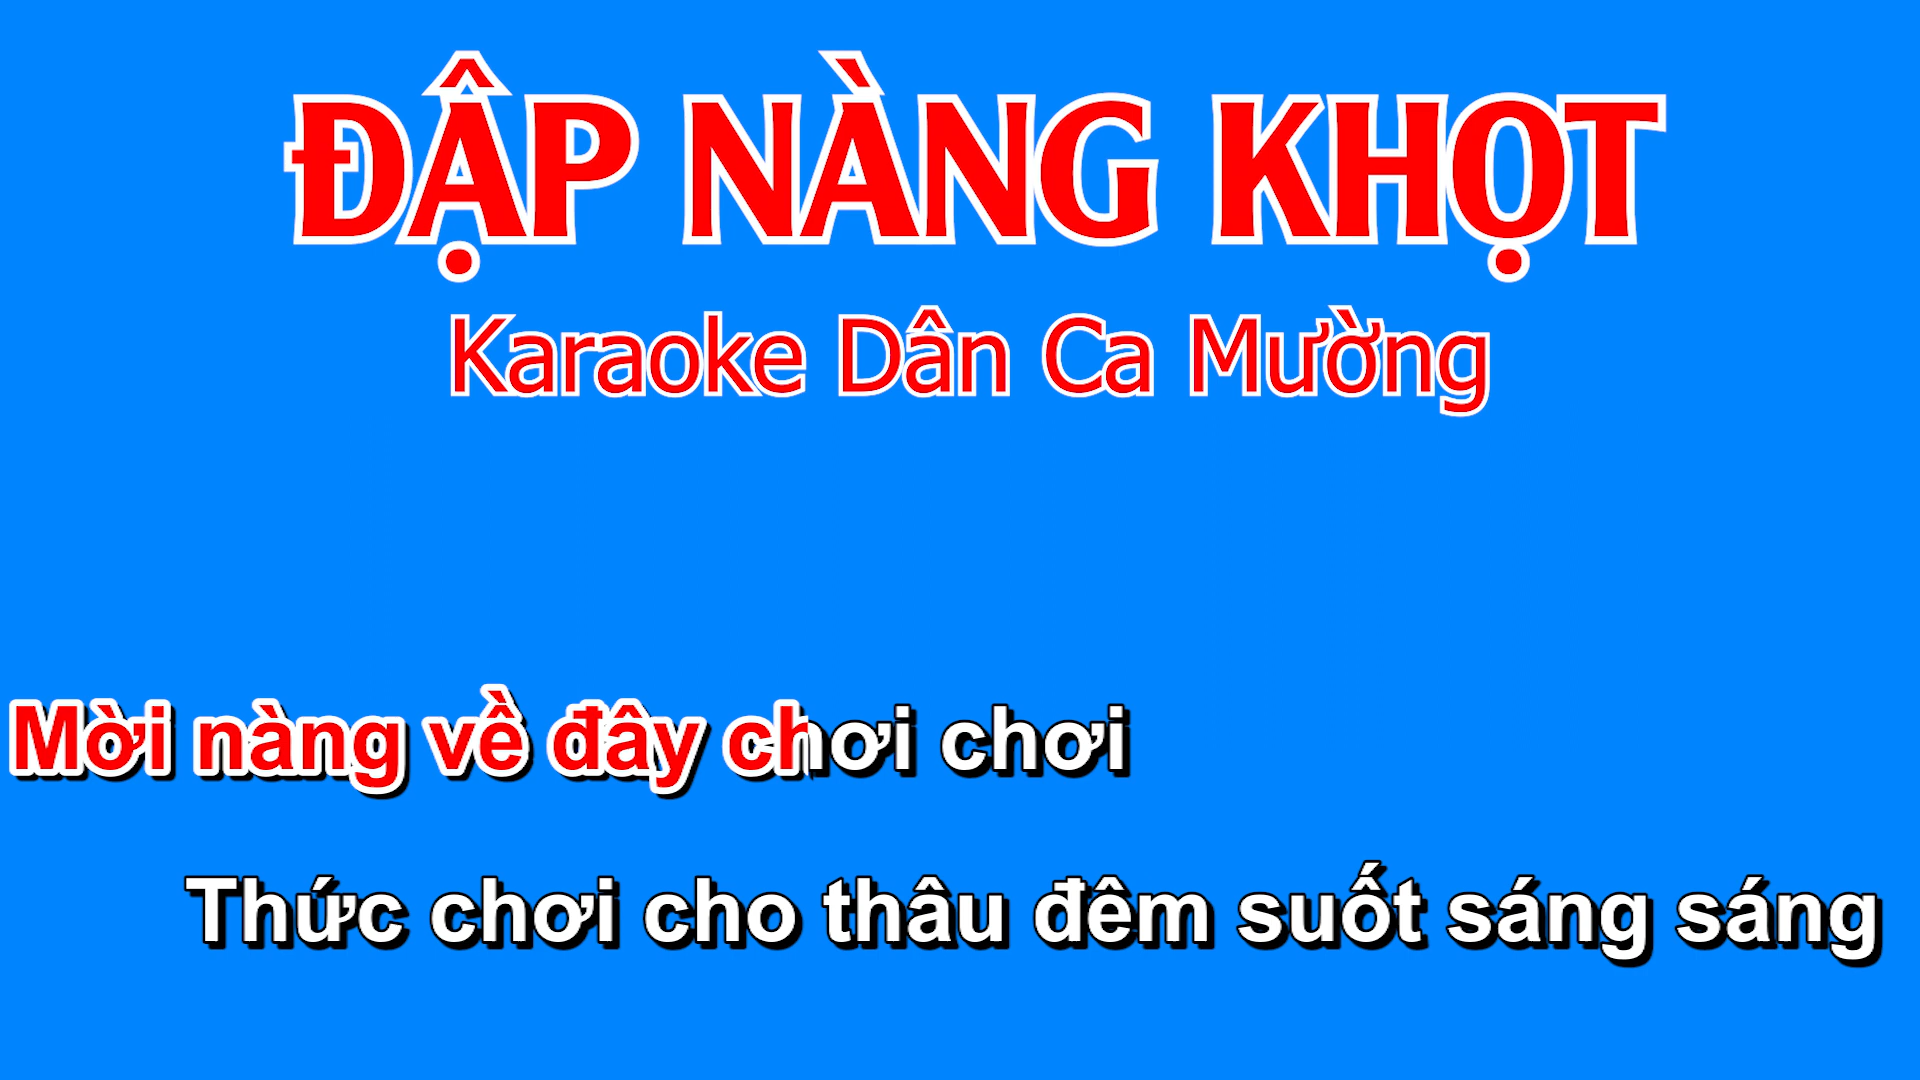 ĐẬP NÀNG KHỌT
Karaoke Dân Ca Mường
Mời nàng về đây chơi chơi
Thức chơi cho thâu đêm suốt sáng sáng